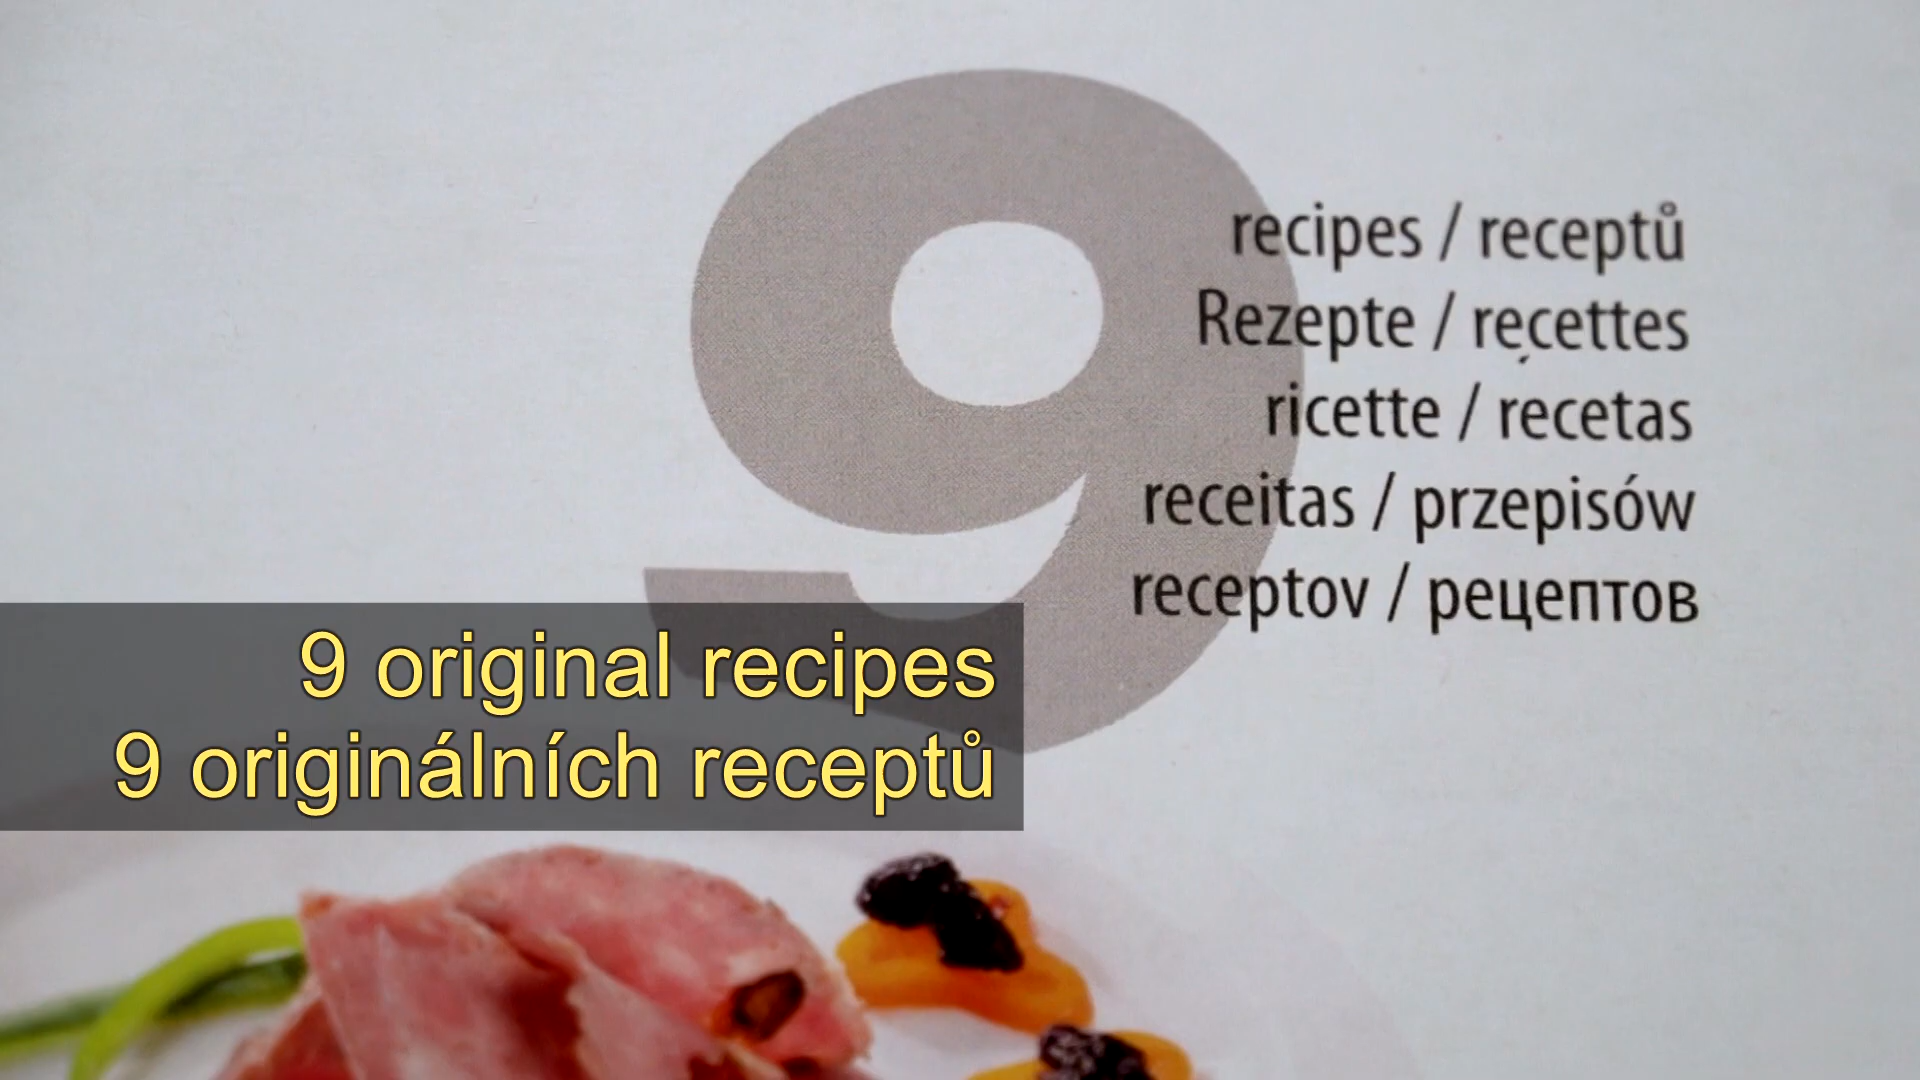 9
recipes / receptů
Rezepte / recettes
ricette / recetas
receitas / przepisów
receptov / рецептов
9 original recipes
9 originálních receptů